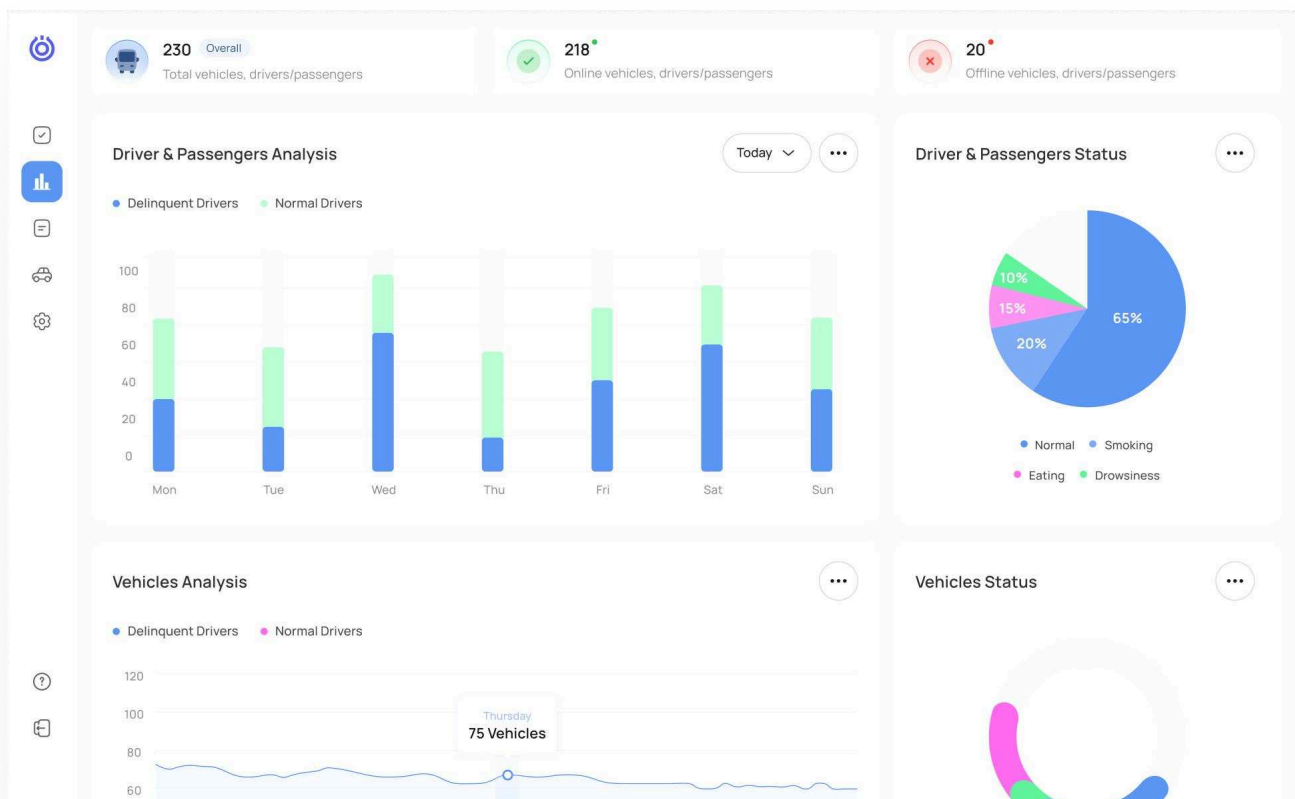 230 Overall
Total vehicles, drivers/passengers
218
Online vehicles, drivers/passengers
20
Offline vehicles, drivers/passengers
Driver & Passengers Analysis
Today
Delinquent Drivers Normal Drivers
100
80
60
40
20
0
Mon Tue Wed Thu Fri Sat Sun
Driver & Passengers Status
10%
15%
20%
65%
Normal Smoking
Eating Drowsiness
Vehicles Analysis
Delinquent Drivers Normal Drivers
120
100
80
60
Thursday
75 Vehicles
Vehicles Status